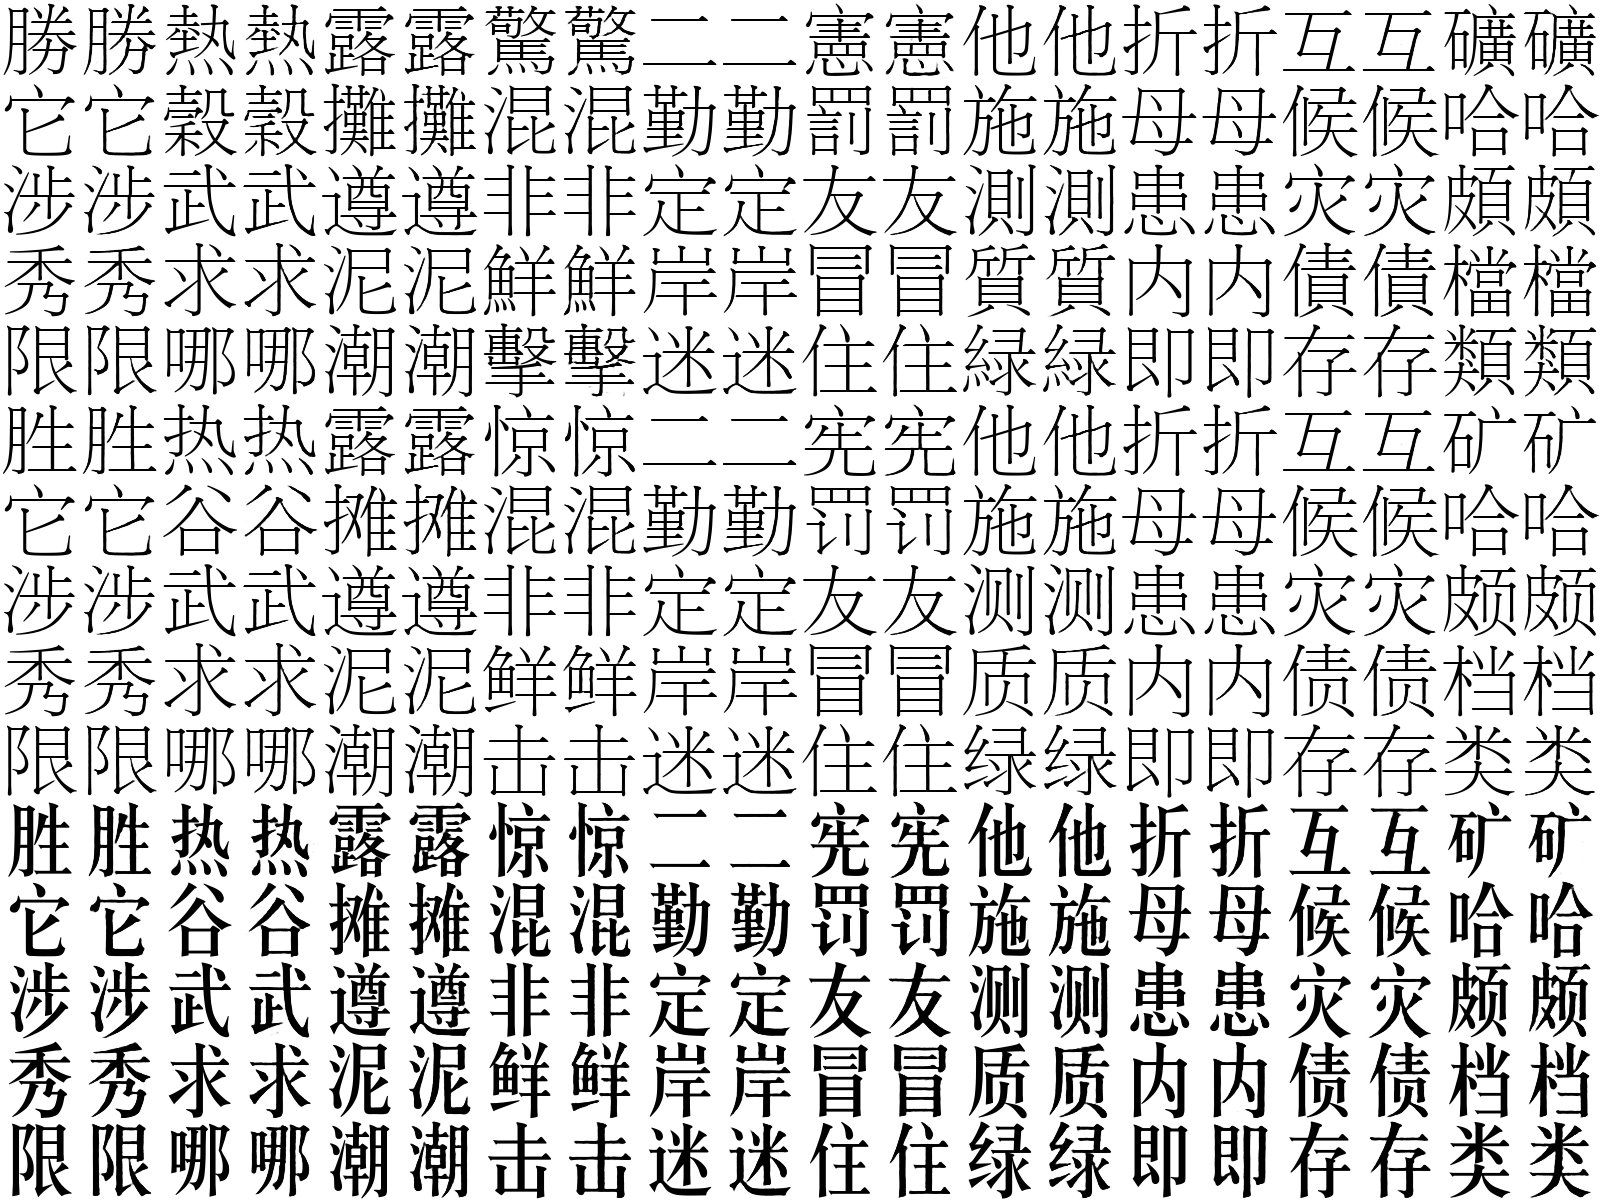 勝勝熱熱露露驚驚二二憲憲他他折折互互礦礦
它它穀穀攤攤混混勤勤罰罰施施母母候候哈哈
涉涉武武遵遵非非定定友友測測患患灾灾頗頗
秀秀求求泥泥鮮鮮岸岸冒冒質質内内債債檔檔
限限哪哪潮潮擊擊迷迷住住緑緑即即存存類類
胜胜热热露露惊惊二二宪宪他他折折互互矿矿
它它谷谷摊摊混混勤勤罚罚施施母母候候哈哈
涉涉武武遵遵非非定定友友测测患患灾灾颇颇
秀秀求求泥泥鲜鲜岸岸冒冒质质内内债债档档
限限哪哪潮潮击击迷迷住住绿绿即即存存类类
胜胜热热露露惊惊二二宪宪他他折折互互矿矿
它它谷谷摊摊混混勤勤罚罚施施母母候候哈哈
涉涉武武遵遵非非定定友友测测患患灾灾颇颇
秀秀求求泥泥鲜鲜岸岸冒冒质质内内债债档档
限限哪哪潮潮击击迷迷住住绿绿即即存存类类